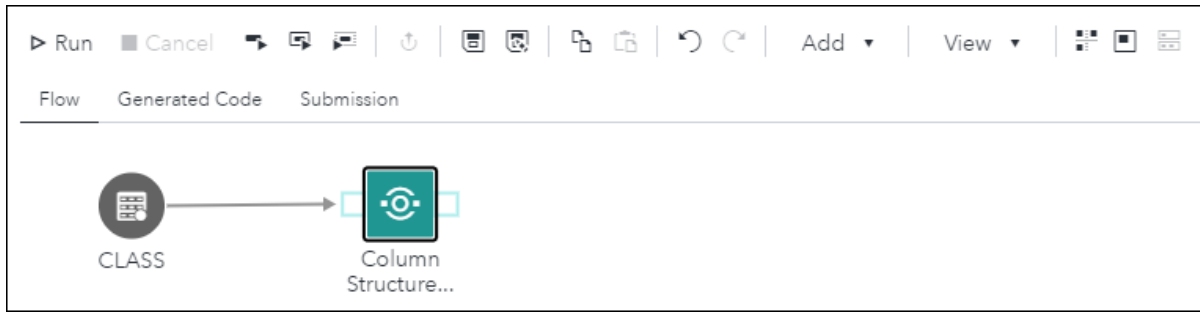 Run Cancel Add View
Flow Generated Code Submission
CLASS
Column
Structure...